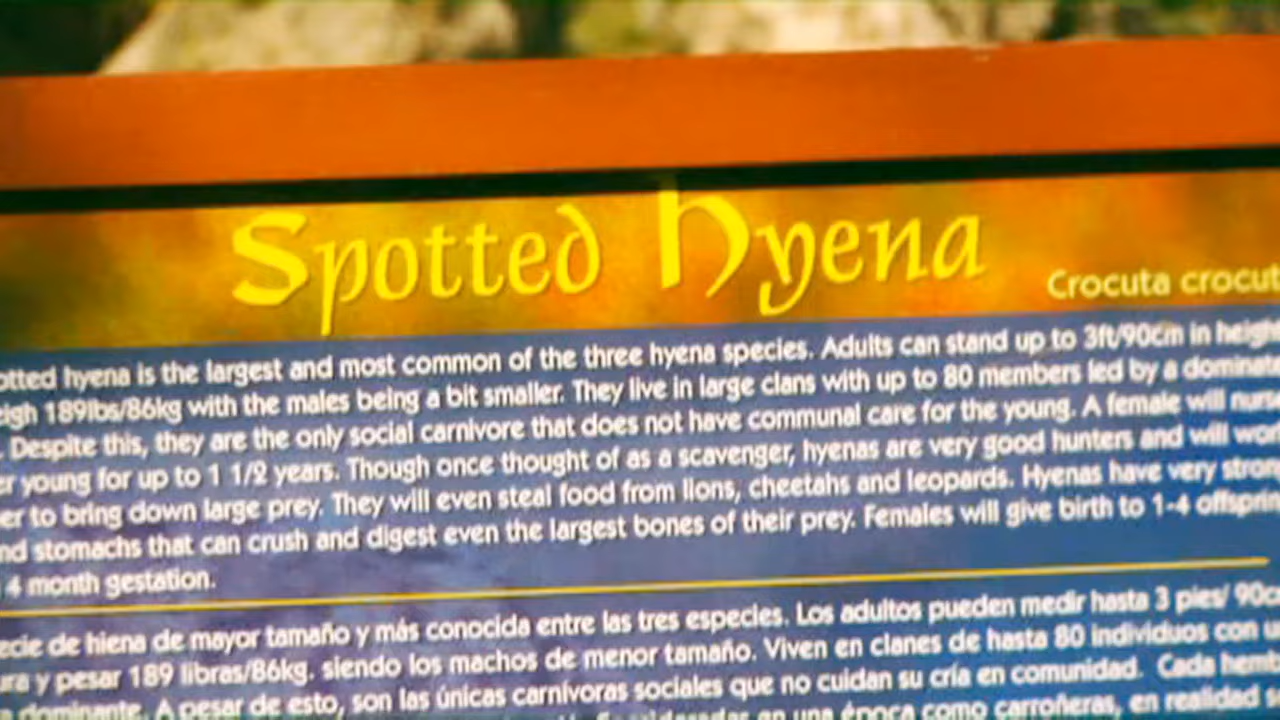 Spotted hyena
Crocuta crocut
otted hyena is the largest and most common of the three hyena species. Adults can stand up to 3ft/90cm in heigh
eigh 189lbs/86kg with the males being a bit smaller. They live in large clans with up to 80 members led by a dominate
. Despite this, they are the only social carnivore that does not have communal care for the young. A female will nurs
er young for up to 1 1/2 years. Though once thought of as a scavenger, hyenas are very good hunters and will wor
er to bring down large prey. They will even steal food from lions, cheetahs and leopards. Hyenas have very stron
nd stomachs that can crush and digest even the largest bones of their prey. Females will give birth to 1-4 offsprin
4 month gestation.
ecie de hiena de mayor tamaño y más conocida entre las tres especies. Los adultos pueden medir hasta 3 pies/ 90c
ura y pesar 189 libras/86kg. siendo los machos de menor tamaño. Viven en clanes de hasta 80 individuos con u
dominante. A pesar de esto, son las únicas carnívoras sociales que no cuidan su cría en comunidad. Cada hemb
en una época como carroñeras, en realidad s